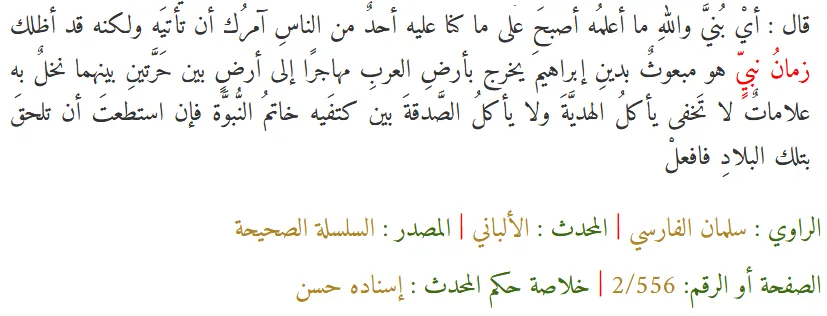 قال : أيْ بُنيَّ واللهِ ما أعلمُه أصبحَ على ما كنا عليه أحدٌ من الناسِ آمرُك أن تأتيَه ولكنه قد أظلك
زمانُ نبيٍّ هو مبعوثٌ بدينِ إبراهيمَ يخرج بأرضِ العربِ مهاجرًا إلى أرضٍ بين حَرَّتينِ بينهما نخلٌ به
علاماتٌ لا تَخفى يأكلُ الهديَّةَ ولا يأكلُ الصَّدقةَ بين كتفَيه خاتمُ النُّبوَّة فإن استطعتَ أن تلحقَ
بتلك البلادِ فافعلْ
الراوي : سلمان الفارسي | المحدث : الألباني | المصدر : السلسلة الصحيحة
الصفحة أو الرقم: 2/556 | خلاصة حكم المحدث : إسناده حسن